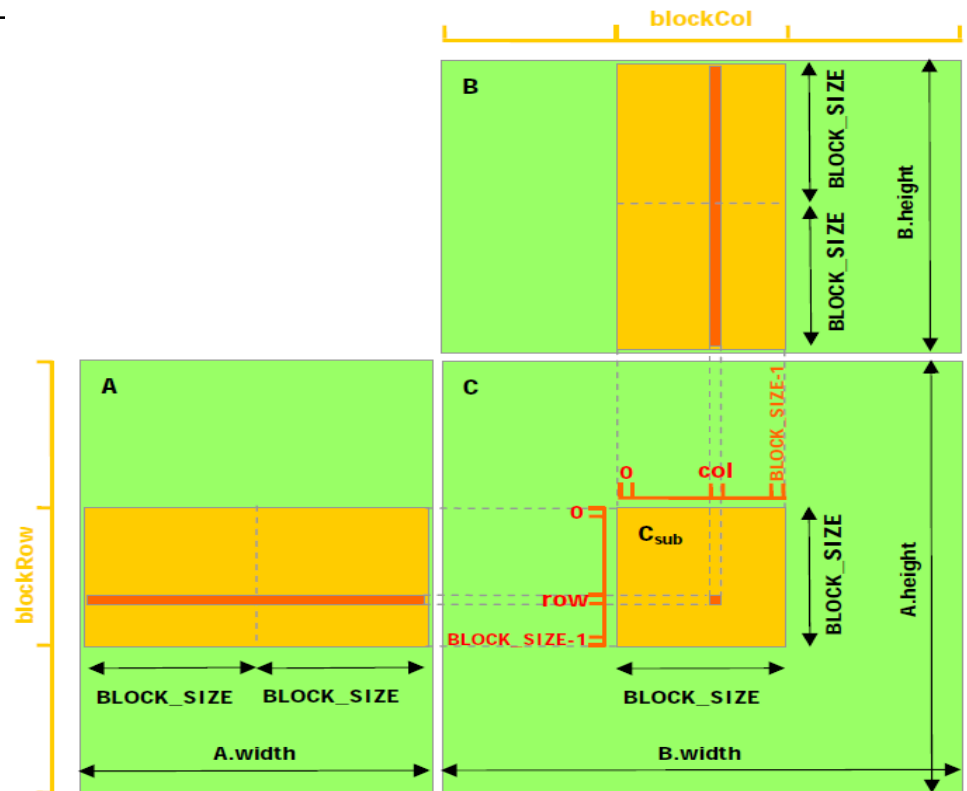 blockCol
B
BLOCK_SIZE
BLOCK_SIZE
B.height
A
C
BLOCK_SIZE-1
0
col
0
Csub
row
BLOCK_SIZE-1
BLOCK_SIZE
A.height
blockRow
BLOCK_SIZE
BLOCK_SIZE
BLOCK_SIZE
A.width
B.width